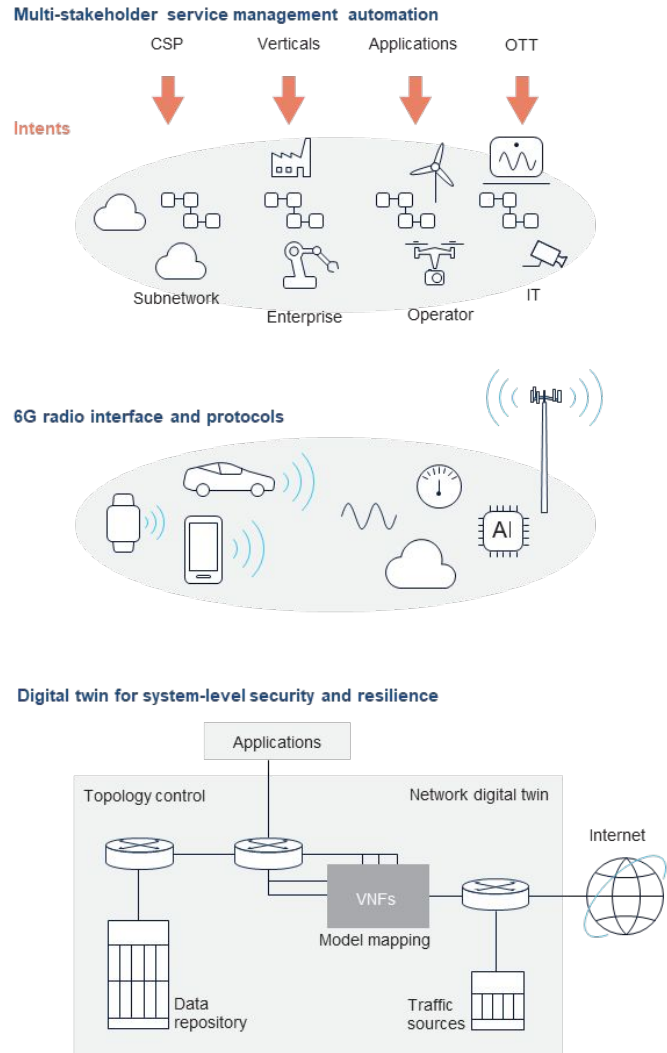 Multi-stakeholder service management automation
CSP
Verticals
Applications
OTT
Intents
Subnetwork
Enterprise
Operator
IT
6G radio interface and protocols
AI
Digital twin for system-level security and resilience
Applications
Topology control
Network digital twin
Internet
VNFs
Model mapping
Data
repository
Traffic
sources